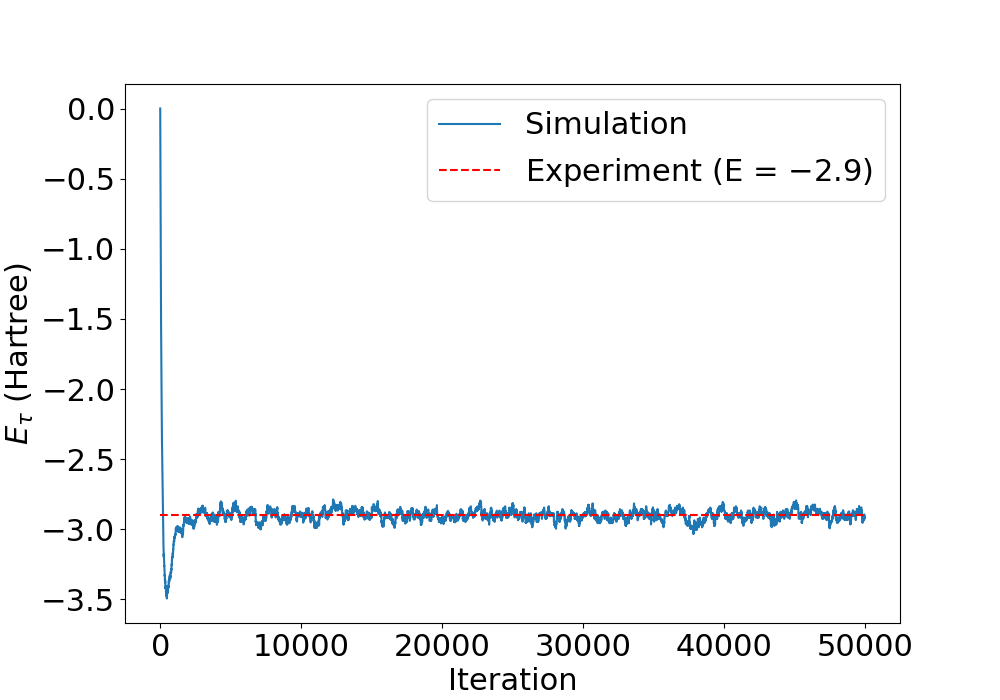 Simulation
Experiment (E = −2.9)
0.0
−0.5
−1.0
−1.5
−2.0
−2.5
−3.0
−3.5
E_τ (Hartree)
0 10000 20000 30000 40000 50000
Iteration